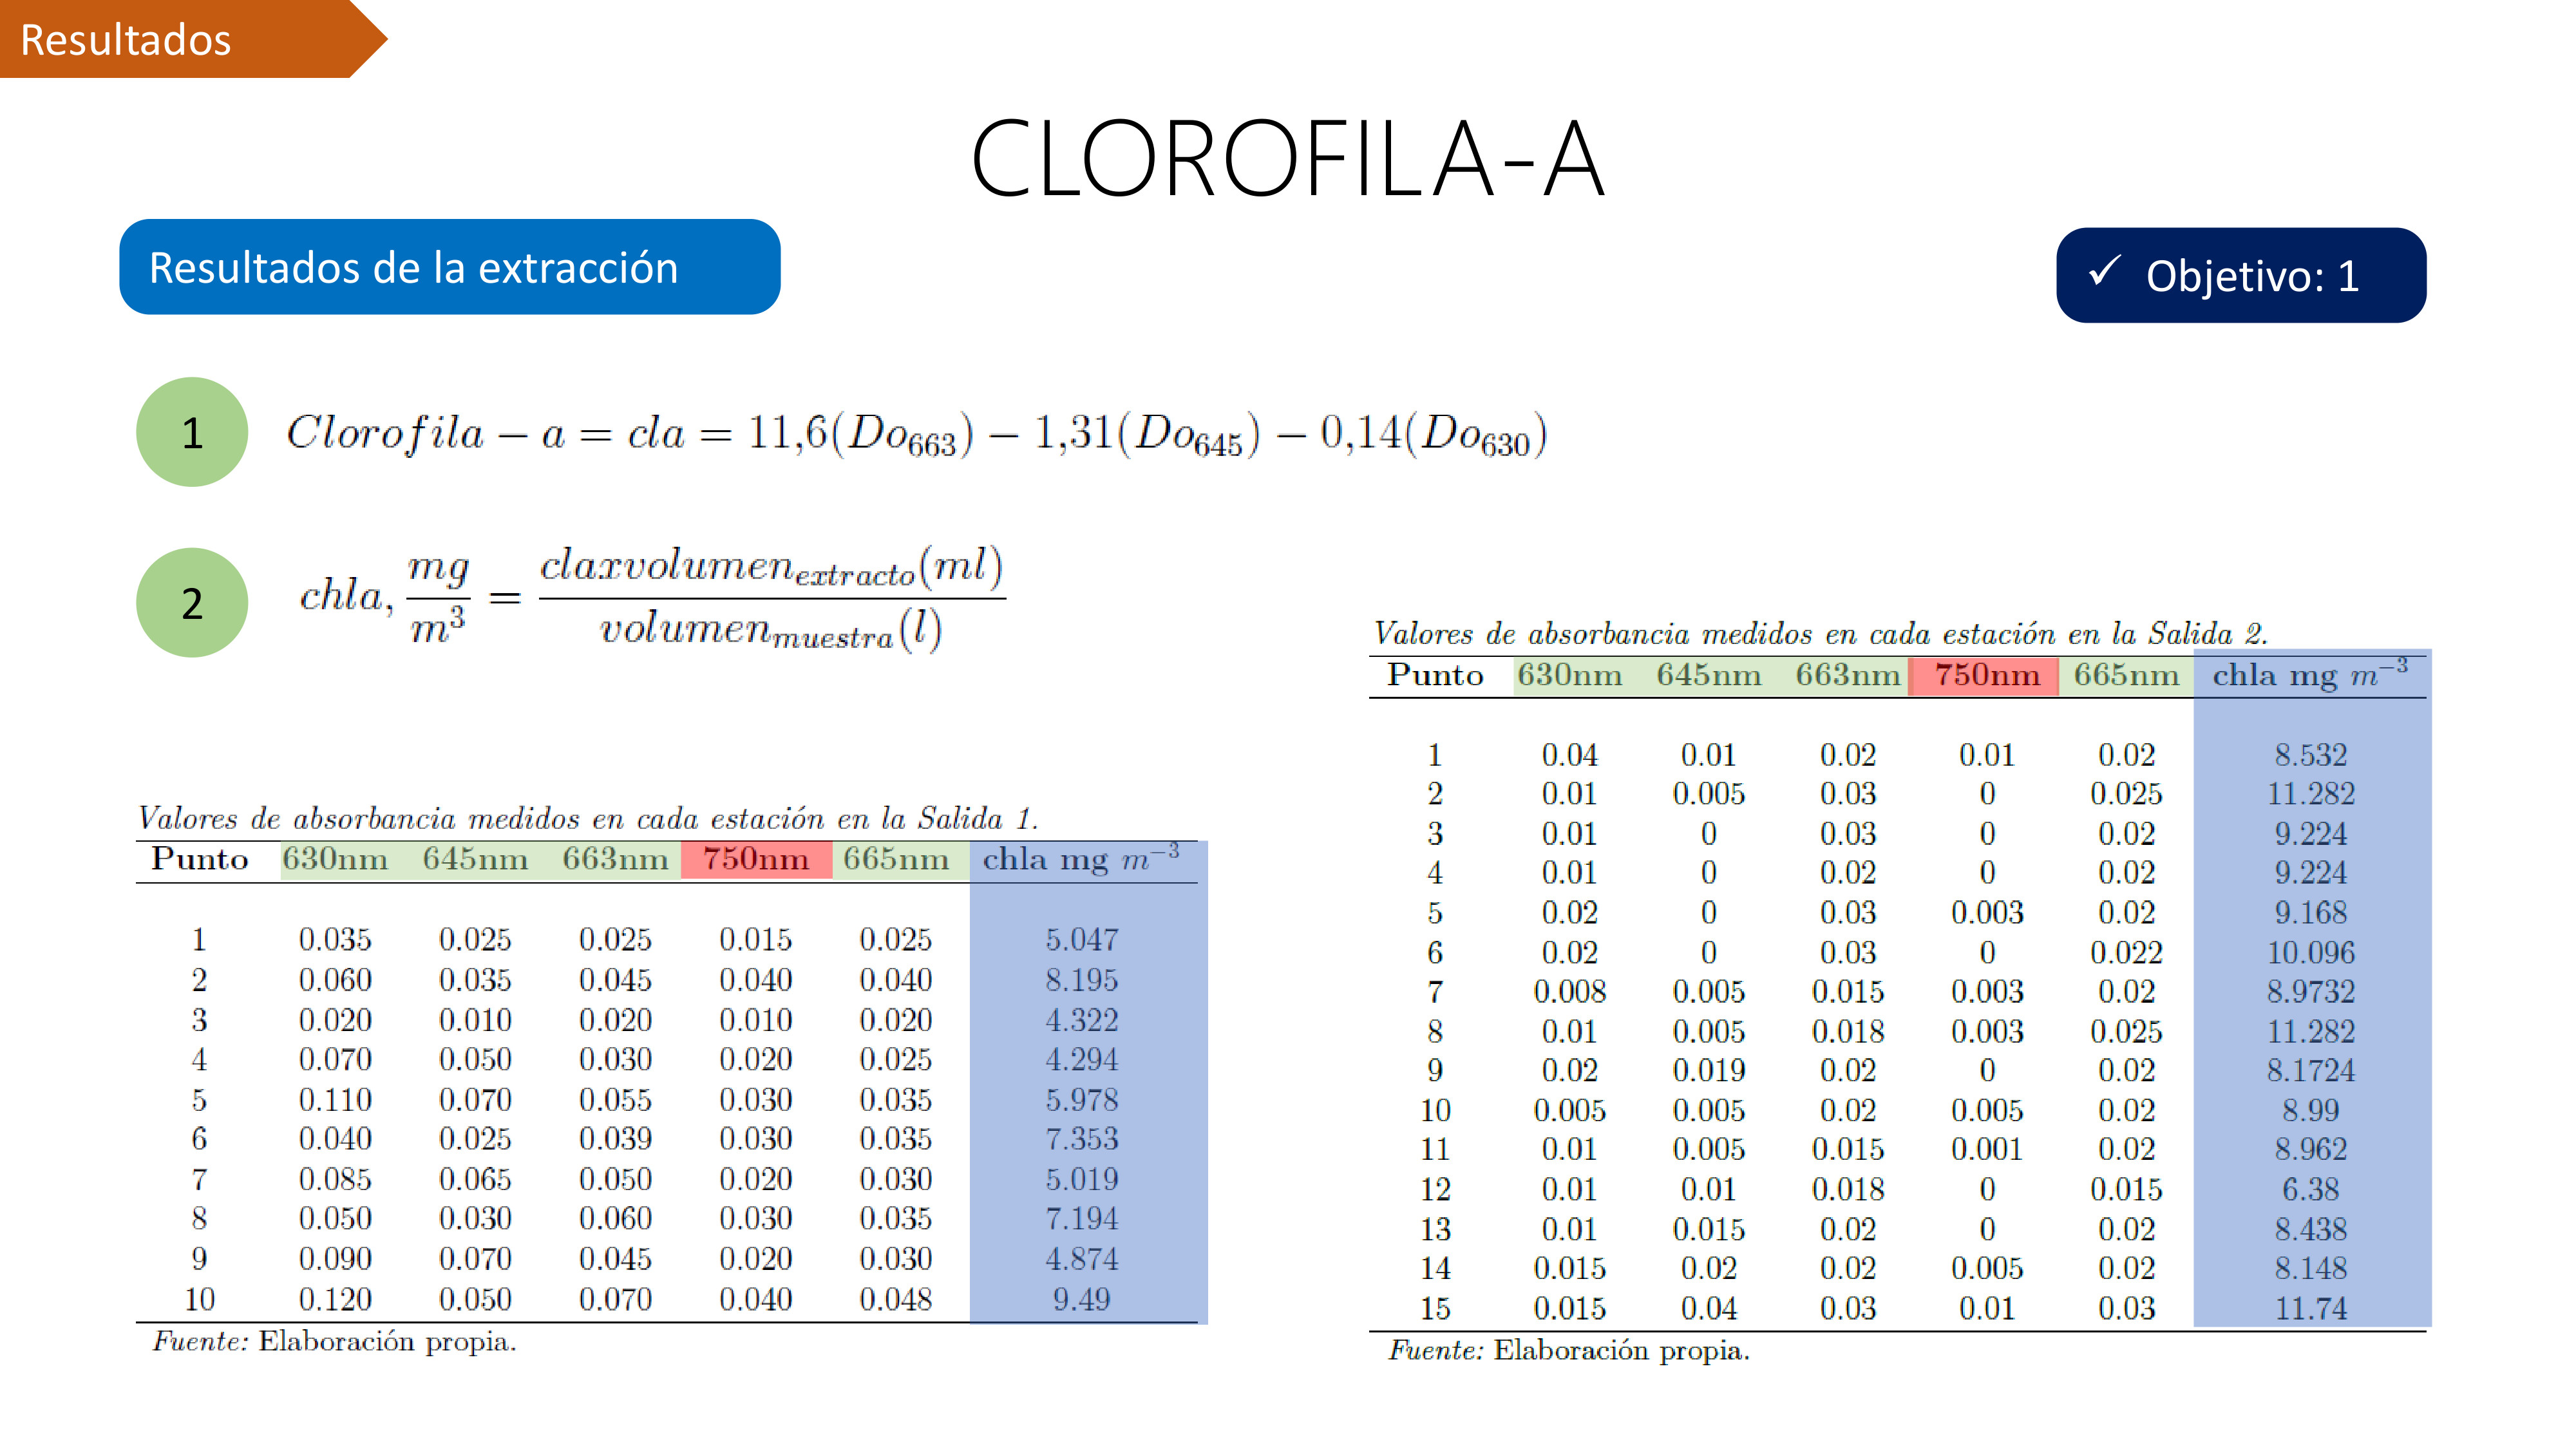 Resultados
CLOROFILA-A
Resultados de la extracción
✓ Objetivo: 1
1
Clorofila − a = cla = 11,6(Do₆₆₃) − 1,31(Do₆₄₅) − 0,14(Do₆₃₀)
2
chla, mg/m³ = claxvolumen_extracto(ml)/volumen_muestra(l)
Valores de absorbancia medidos en cada estación en la Salida 1.
Punto 630nm 645nm 663nm 750nm 665nm chla mg m⁻³
1 0.035 0.025 0.025 0.015 0.025 5.047
2 0.060 0.035 0.045 0.040 0.040 8.195
3 0.020 0.010 0.020 0.010 0.020 4.322
4 0.070 0.050 0.030 0.020 0.025 4.294
5 0.110 0.070 0.055 0.030 0.035 5.978
6 0.040 0.025 0.039 0.030 0.035 7.353
7 0.085 0.065 0.050 0.020 0.030 5.019
8 0.050 0.030 0.060 0.030 0.035 7.194
9 0.090 0.070 0.045 0.020 0.030 4.874
10 0.120 0.050 0.070 0.040 0.048 9.49
Fuente: Elaboración propia.
Valores de absorbancia medidos en cada estación en la Salida 2.
Punto 630nm 645nm 663nm 750nm 665nm chla mg m⁻³
1 0.04 0.01 0.02 0.01 0.02 8.532
2 0.01 0.005 0.03 0 0.025 11.282
3 0.01 0 0.03 0 0.02 9.224
4 0.01 0 0.02 0 0.02 9.224
5 0.02 0 0.03 0.003 0.02 9.168
6 0.02 0 0.03 0 0.022 10.096
7 0.008 0.005 0.015 0.003 0.02 8.9732
8 0.01 0.005 0.018 0.003 0.025 11.282
9 0.02 0.019 0.02 0 0.02 8.1724
10 0.005 0.005 0.02 0.005 0.02 8.99
11 0.01 0.005 0.015 0.001 0.02 8.962
12 0.01 0.01 0.018 0 0.015 6.38
13 0.01 0.015 0.02 0 0.02 8.438
14 0.015 0.02 0.02 0.005 0.02 8.148
15 0.015 0.04 0.03 0.01 0.03 11.74
Fuente: Elaboración propia.